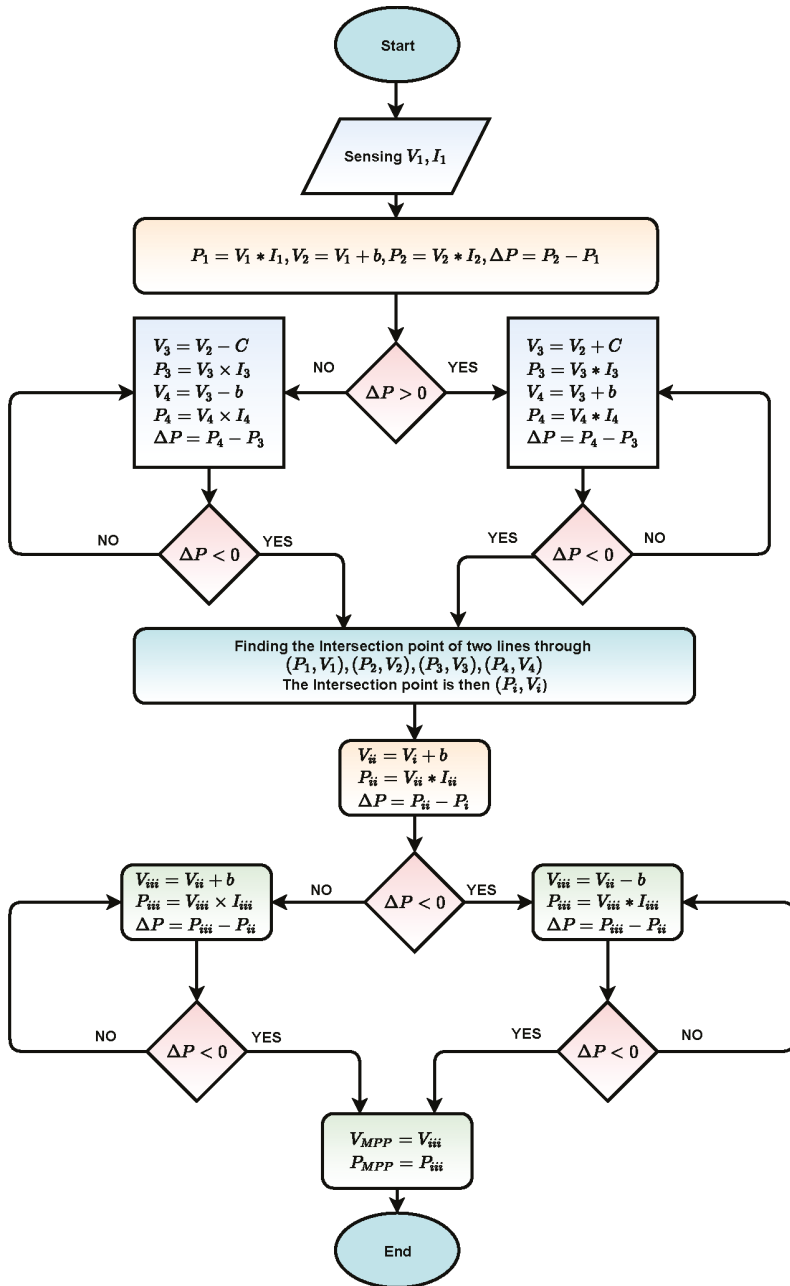 Start
Sensing V₁, I₁
P₁ = V₁ * I₁, V₂ = V₁ + b, P₂ = V₂ * I₂, ΔP = P₂ − P₁
V₃ = V₂ − C
P₃ = V₃ × I₃
V₄ = V₃ − b
P₄ = V₄ × I₄
ΔP = P₄ − P₃
NO
ΔP > 0
YES
V₃ = V₂ + C
P₃ = V₃ * I₃
V₄ = V₃ + b
P₄ = V₄ * I₄
ΔP = P₄ − P₃
NO
ΔP < 0
YES
YES
ΔP < 0
NO
Finding the Intersection point of two lines through
(P₁, V₁), (P₂, V₂), (P₃, V₃), (P₄, V₄)
The Intersection point is then (Pᵢ, Vᵢ)
Vᵢᵢ = Vᵢ + b
Pᵢᵢ = Vᵢᵢ * Iᵢᵢ
ΔP = Pᵢᵢ − Pᵢ
Vᵢᵢᵢ = Vᵢᵢ + b
Pᵢᵢᵢ = Vᵢᵢᵢ × Iᵢᵢᵢ
ΔP = Pᵢᵢᵢ − Pᵢᵢ
NO
ΔP < 0
YES
Vᵢᵢᵢ = Vᵢᵢ − b
Pᵢᵢᵢ = Vᵢᵢᵢ * Iᵢᵢᵢ
ΔP = Pᵢᵢᵢ − Pᵢᵢ
NO
ΔP < 0
YES
YES
ΔP < 0
NO
V_MPP = Vᵢᵢᵢ
P_MPP = Pᵢᵢᵢ
End